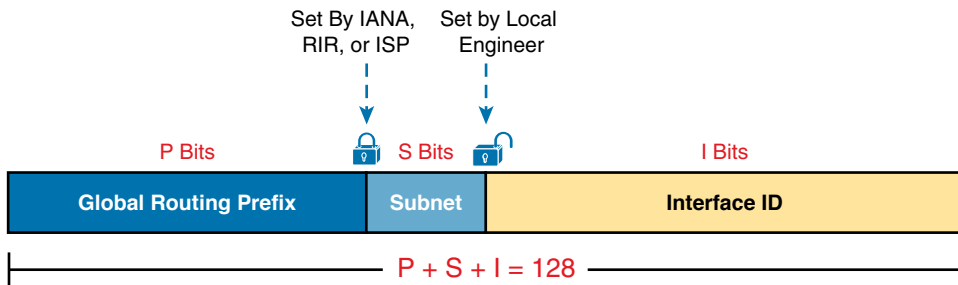 Set By IANA,
RIR, or ISP
Set by Local
Engineer
P Bits
S Bits
I Bits
Global Routing Prefix
Subnet
Interface ID
P + S + I = 128